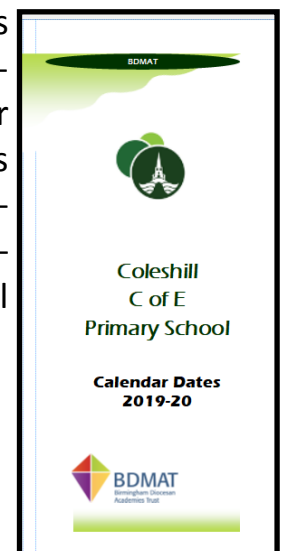 s
–
r
s
–
–
l
BDMAT
Coleshill
C of E
Primary School
Calendar Dates
2019-20
BDMAT
Birmingham Diocesan
Academies Trust